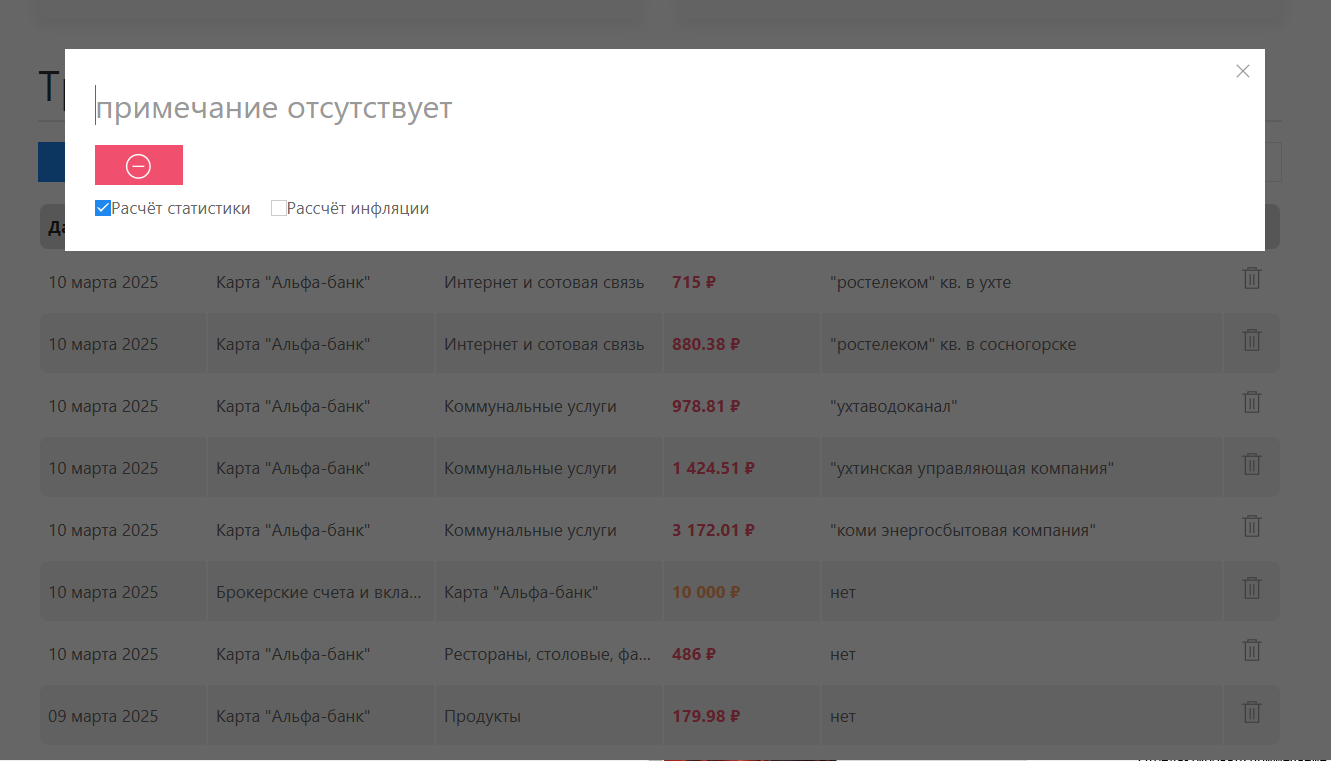 Тр
примечание отсутствует
Расчёт статистики Рассчёт инфляции
Да
10 марта 2025 Карта "Альфа-банк" Интернет и сотовая связь 715 ₽ "ростелеком" кв. в ухте
10 марта 2025 Карта "Альфа-банк" Интернет и сотовая связь 880.38 ₽ "ростелеком" кв. в сосногорске
10 марта 2025 Карта "Альфа-банк" Коммунальные услуги 978.81 ₽ "ухтаводоканал"
10 марта 2025 Карта "Альфа-банк" Коммунальные услуги 1 424.51 ₽ "ухтинская управляющая компания"
10 марта 2025 Карта "Альфа-банк" Коммунальные услуги 3 172.01 ₽ "коми энергосбытовая компания"
10 марта 2025 Брокерские счета и вкла... Карта "Альфа-банк" 10 000 ₽ нет
10 марта 2025 Карта "Альфа-банк" Рестораны, столовые, фа... 486 ₽ нет
09 марта 2025 Карта "Альфа-банк" Продукты 179.98 ₽ нет